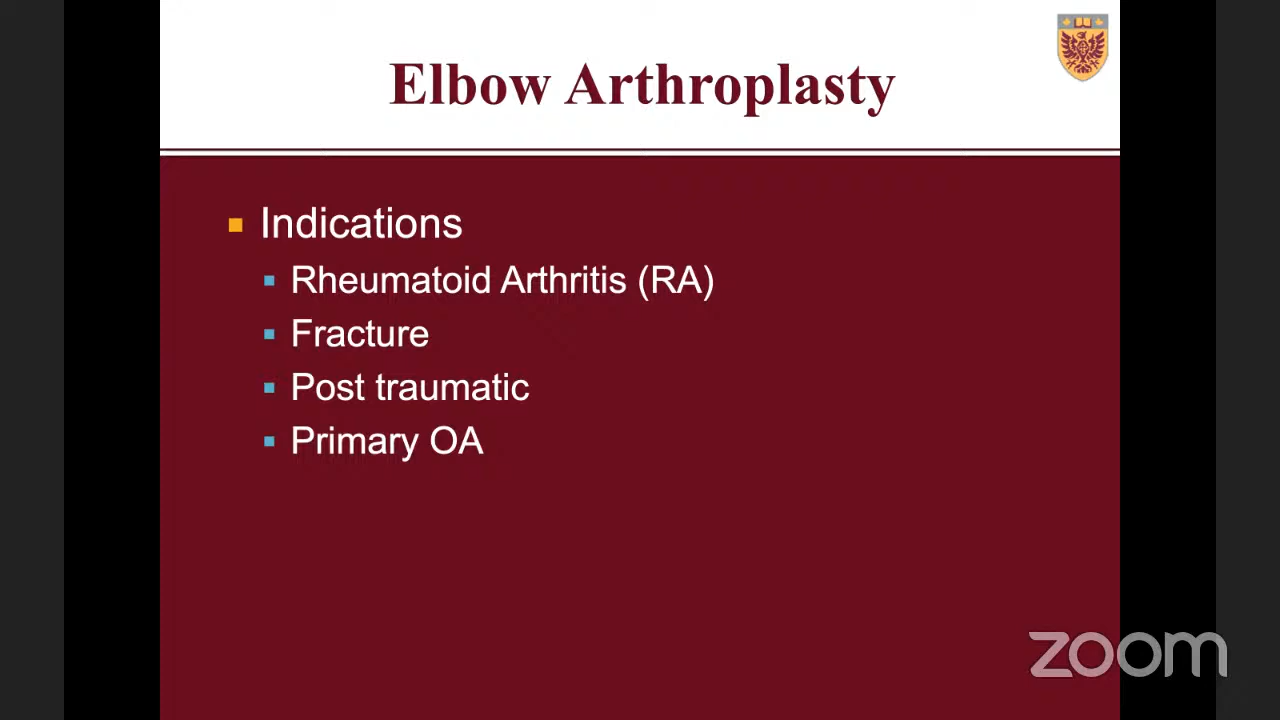 Elbow Arthroplasty
Indications
Rheumatoid Arthritis (RA)
Fracture
Post traumatic
Primary OA
zoom